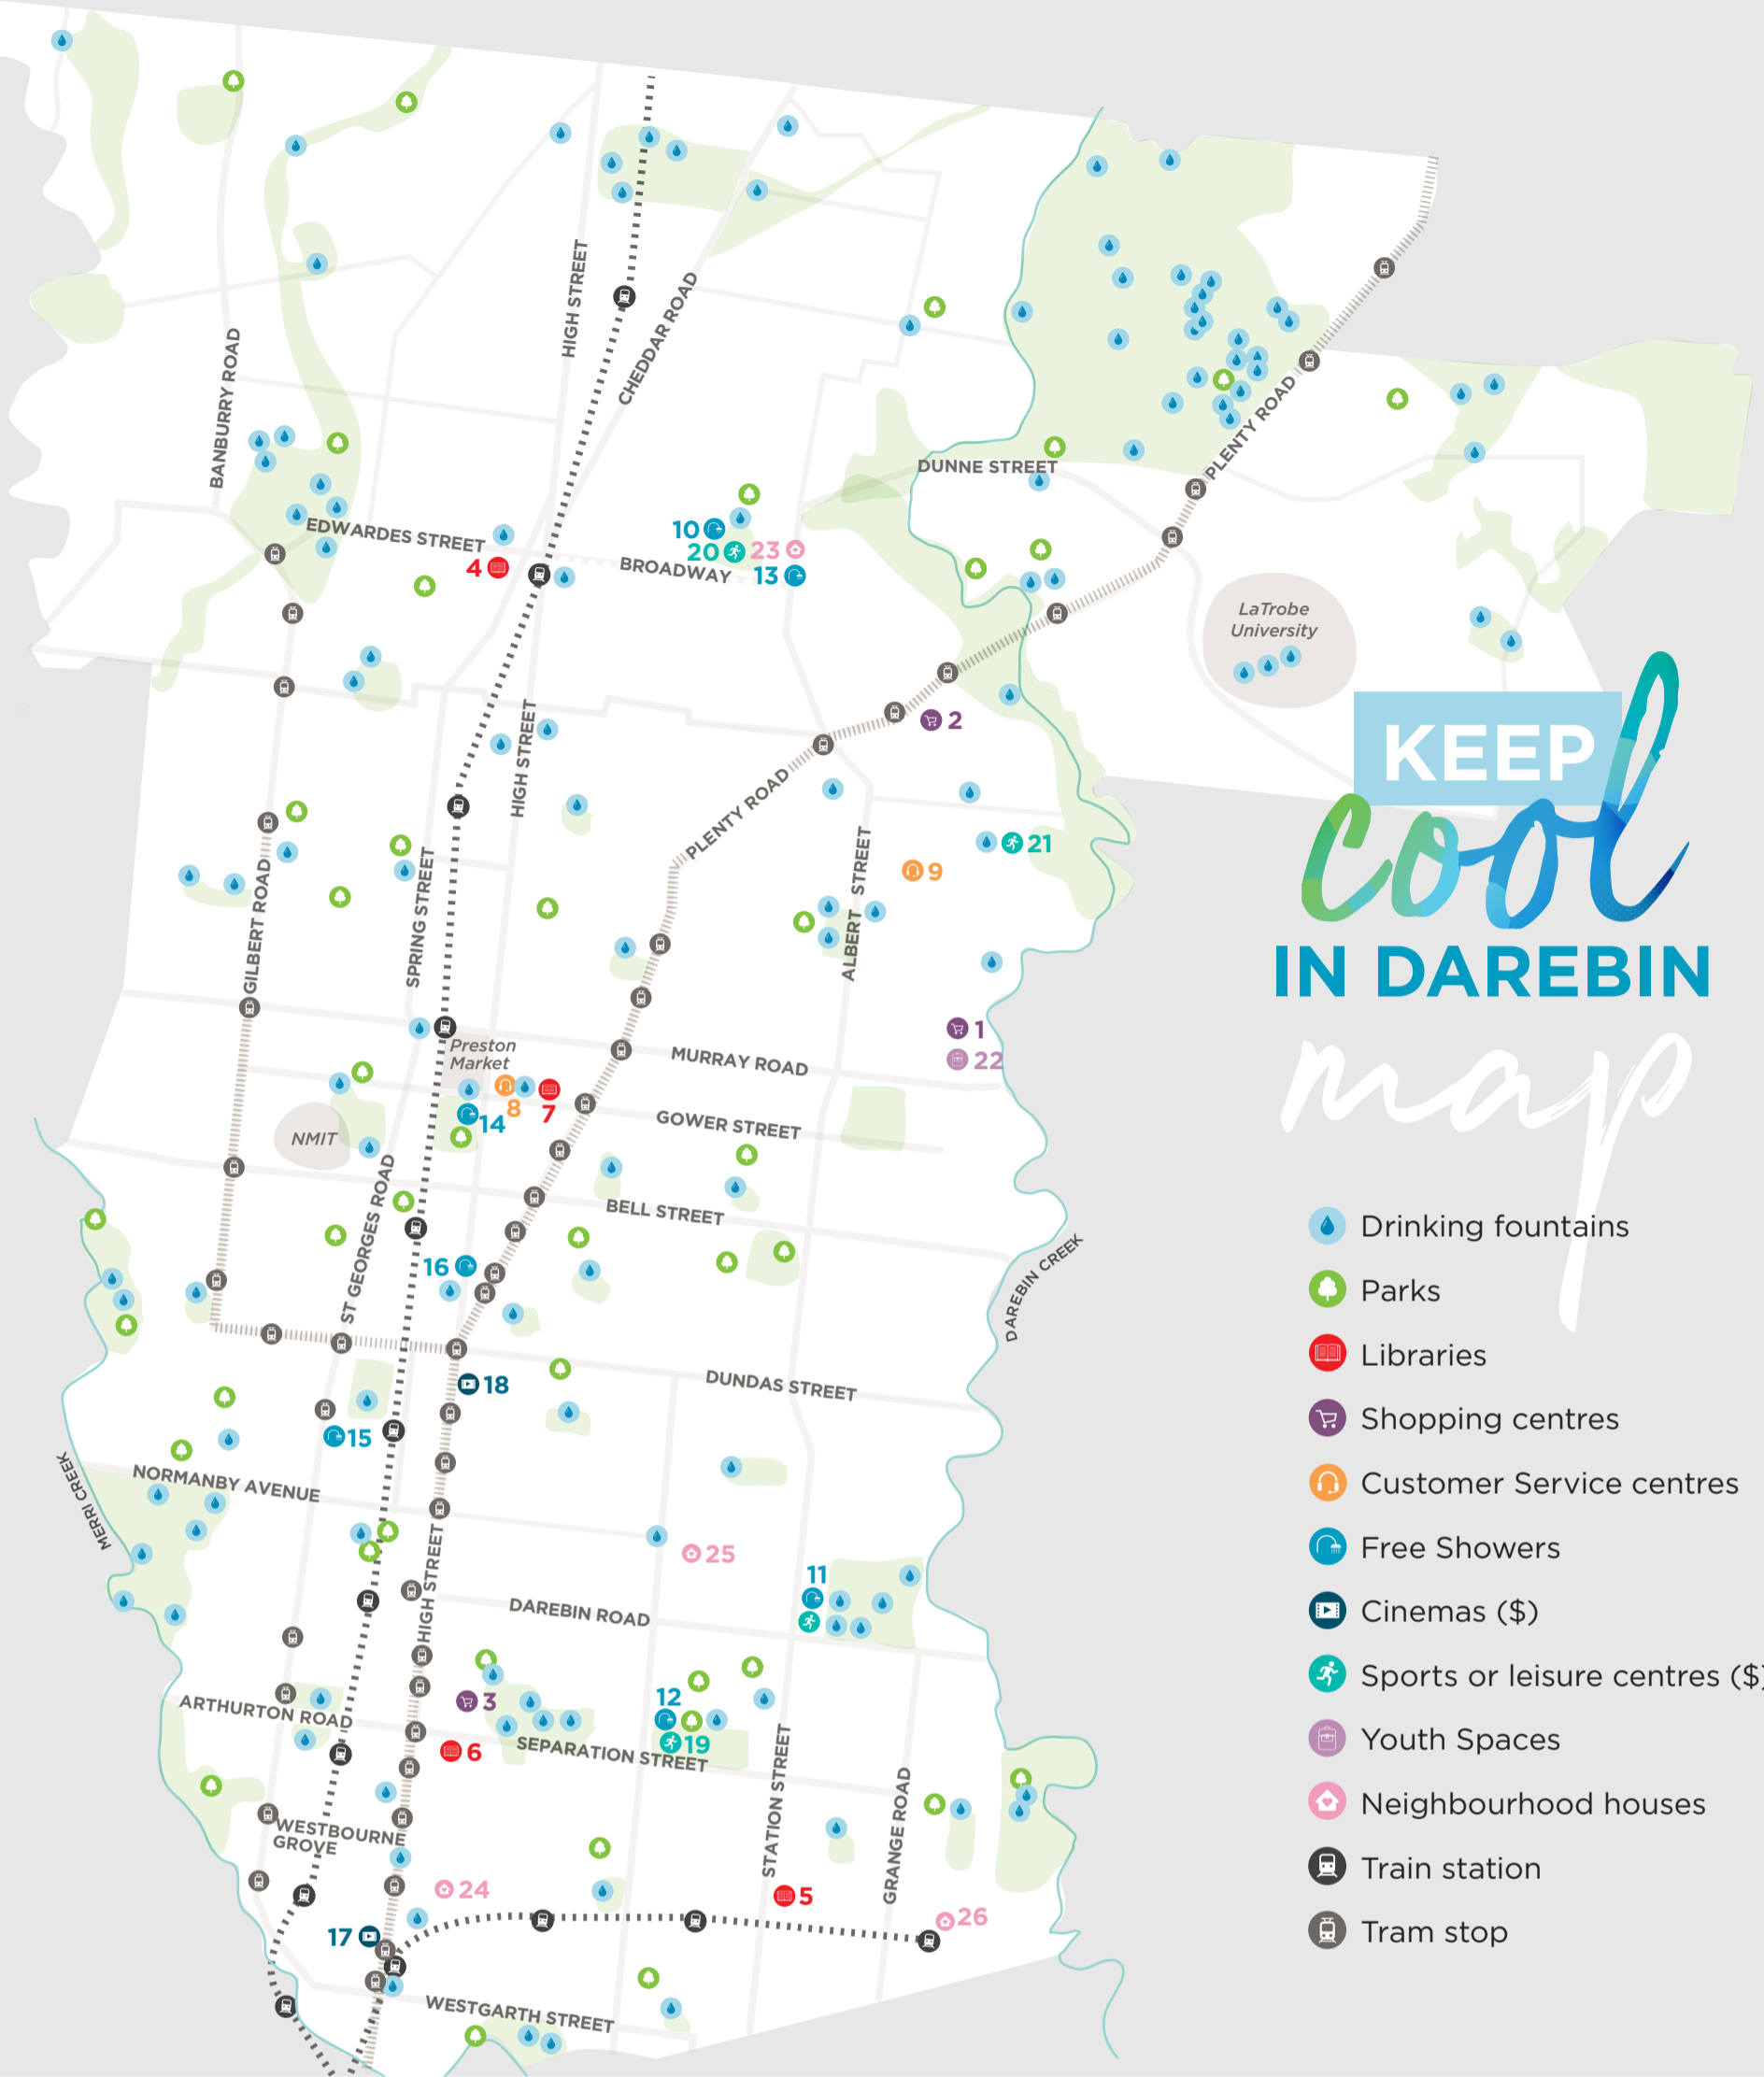 HIGH STREET
CHEDDAR ROAD
BANBURRY ROAD
DUNNE STREET
PLENTY ROAD
EDWARDES STREET
4
BROADWAY
10
20
23
13
LaTrobe
University
2
HIGH STREET
PLENTY ROAD
SPRING STREET
GILBERT ROAD
ALBERT STREET
21
9
1
22
Preston
Market
MURRAY ROAD
8
7
14
GOWER STREET
NMIT
ST GEORGES ROAD
BELL STREET
16
DAREBIN CREEK
18
DUNDAS STREET
15
MERRI CREEK
NORMANBY AVENUE
25
11
HIGH STREET
DAREBIN ROAD
3
12
19
ARTHURTON ROAD
6
SEPARATION STREET
STATION STREET
GRANGE ROAD
WESTBOURNE
GROVE
24
5
26
17
WESTGARTH STREET
KEEP
cool
IN DAREBIN
map
Drinking fountains
Parks
Libraries
Shopping centres
Customer Service centres
Free Showers
Cinemas ($)
Sports or leisure centres ($)
Youth Spaces
Neighbourhood houses
Train station
Tram stop